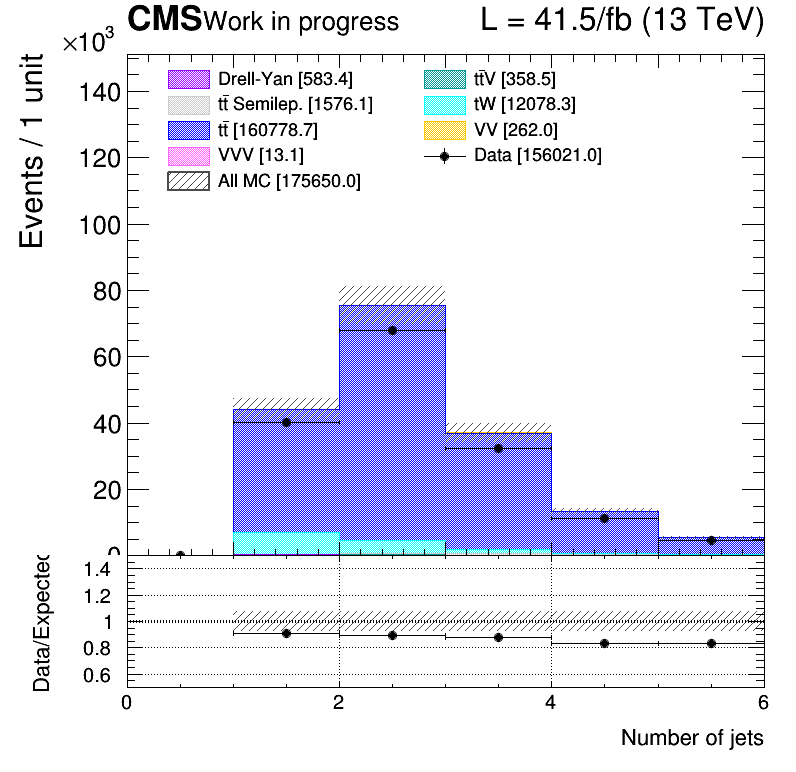 CMS Work in progress L = 41.5/fb (13 TeV)
×10³
Events / 1 unit
140
120
100
80
60
40
20
0
Drell-Yan [583.4]
tt̄ Semilep. [1576.1]
tt̄ [160778.7]
VVV [13.1]
All MC [175650.0]
tt̄V [358.5]
tW [12078.3]
VV [262.0]
Data [156021.0]
Data/Expected
1.4
1.2
1
0.8
0.6
0 2 4 6
Number of jets